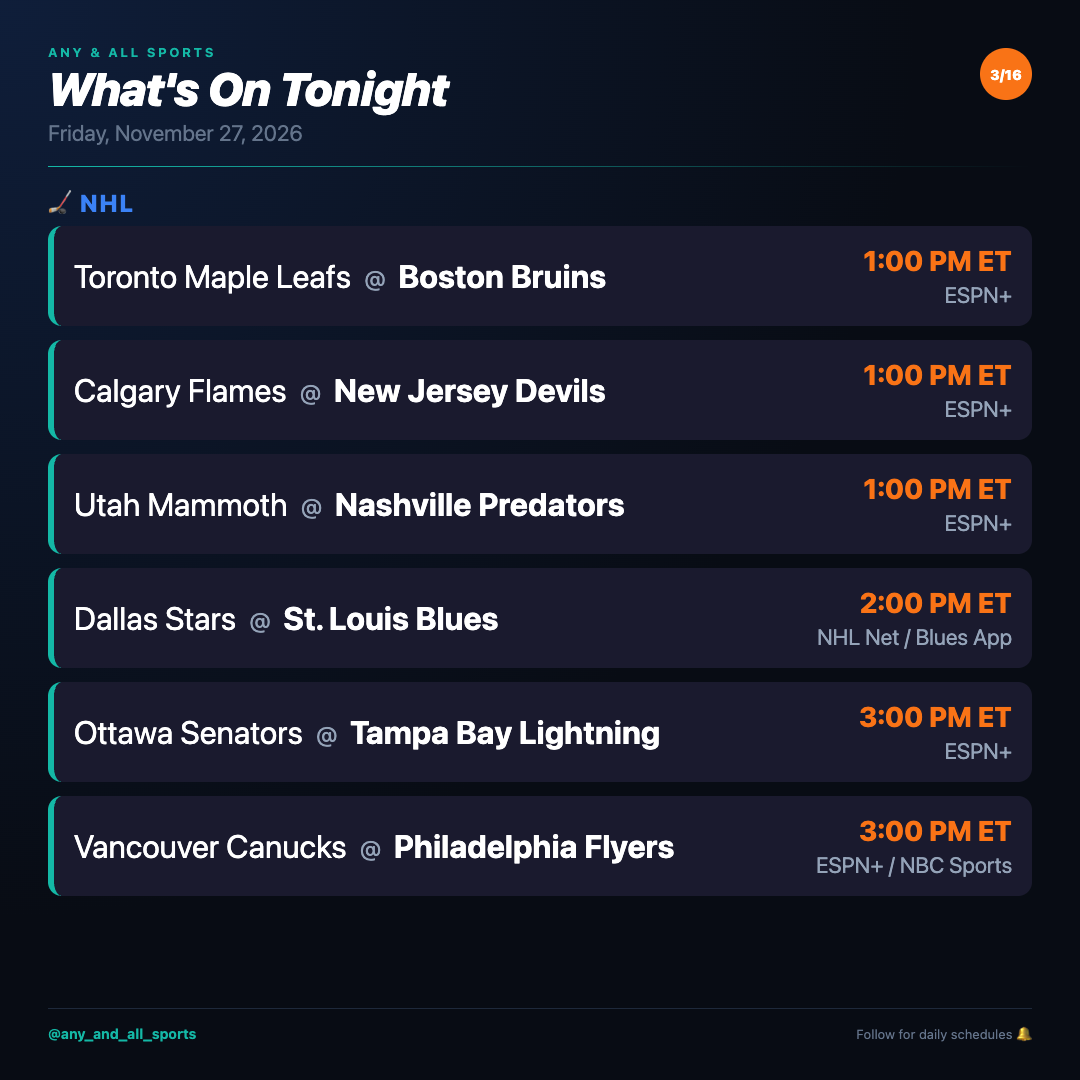 ANY & ALL SPORTS
What's On Tonight
Friday, November 27, 2026
3/16
🏒 NHL
Toronto Maple Leafs @ Boston Bruins
1:00 PM ET
ESPN+
Calgary Flames @ New Jersey Devils
1:00 PM ET
ESPN+
Utah Mammoth @ Nashville Predators
1:00 PM ET
ESPN+
Dallas Stars @ St. Louis Blues
2:00 PM ET
NHL Net / Blues App
Ottawa Senators @ Tampa Bay Lightning
3:00 PM ET
ESPN+
Vancouver Canucks @ Philadelphia Flyers
3:00 PM ET
ESPN+ / NBC Sports
@any_and_all_sports
Follow for daily schedules 🔔